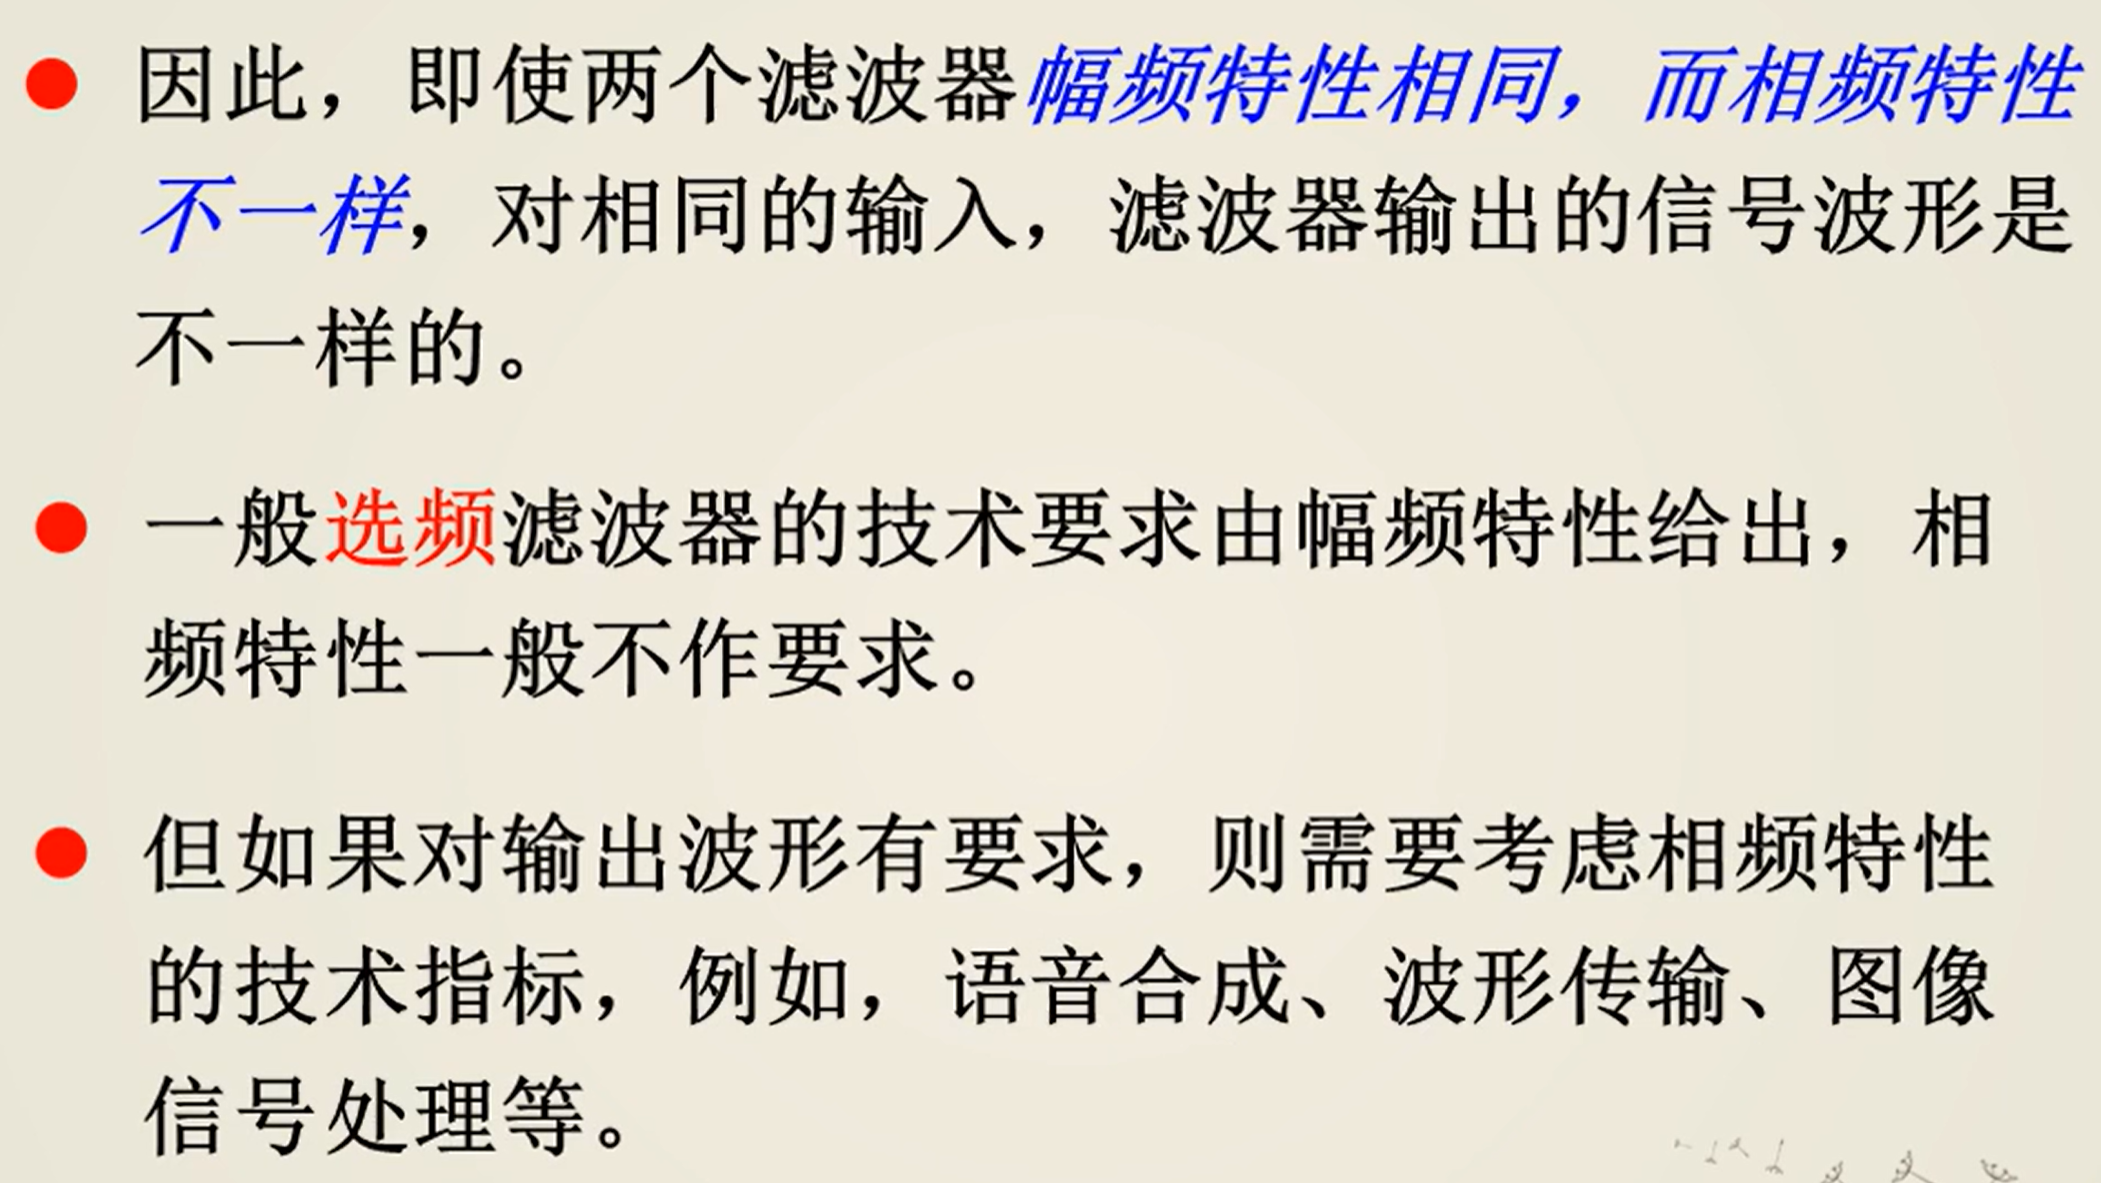 因此，即使两个滤波器幅频特性相同，而相频特性
不一样，对相同的输入，滤波器输出的信号波形是
不一样的。
一般选频滤波器的技术要求由幅频特性给出，相
频特性一般不作要求。
但如果对输出波形有要求，则需要考虑相频特性
的技术指标，例如，语音合成、波形传输、图像
信号处理等。